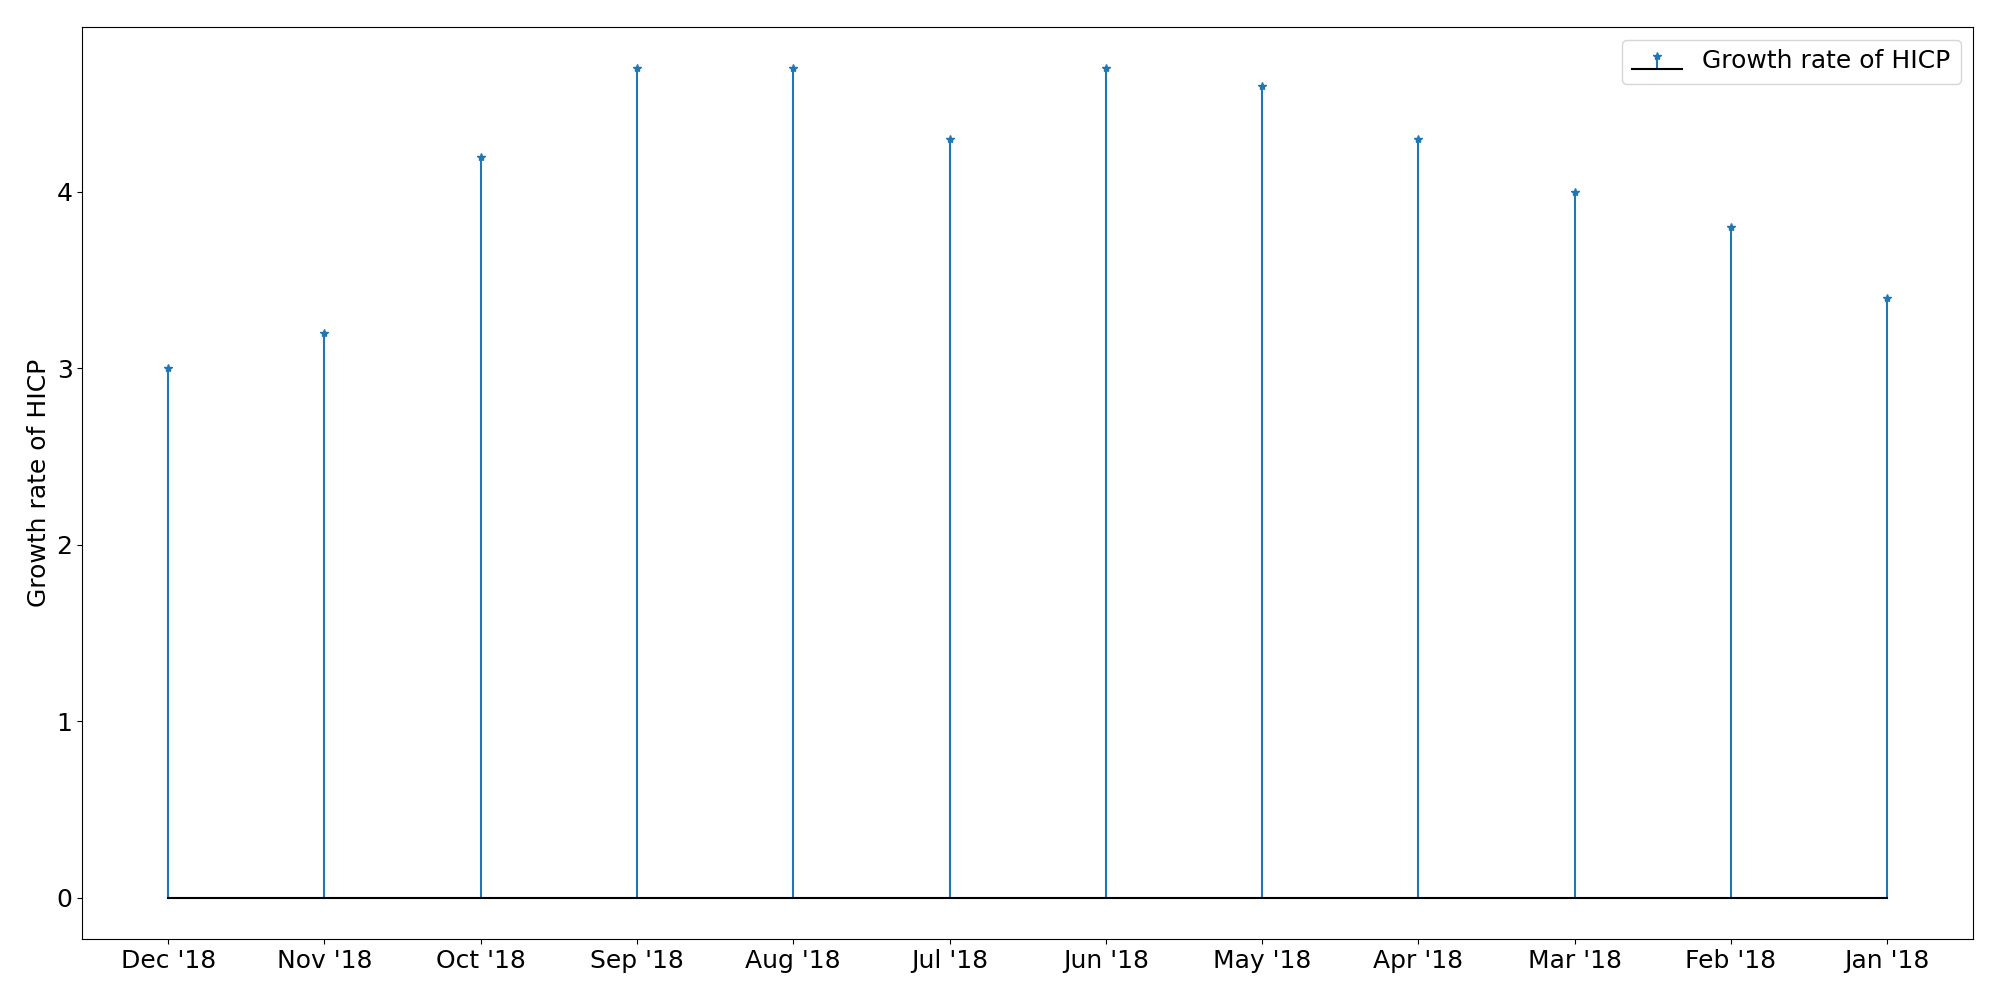 Growth rate of HICP
Growth rate of HICP
4
3
2
1
0
Dec '18 Nov '18 Oct '18 Sep '18 Aug '18 Jul '18 Jun '18 May '18 Apr '18 Mar '18 Feb '18 Jan '18